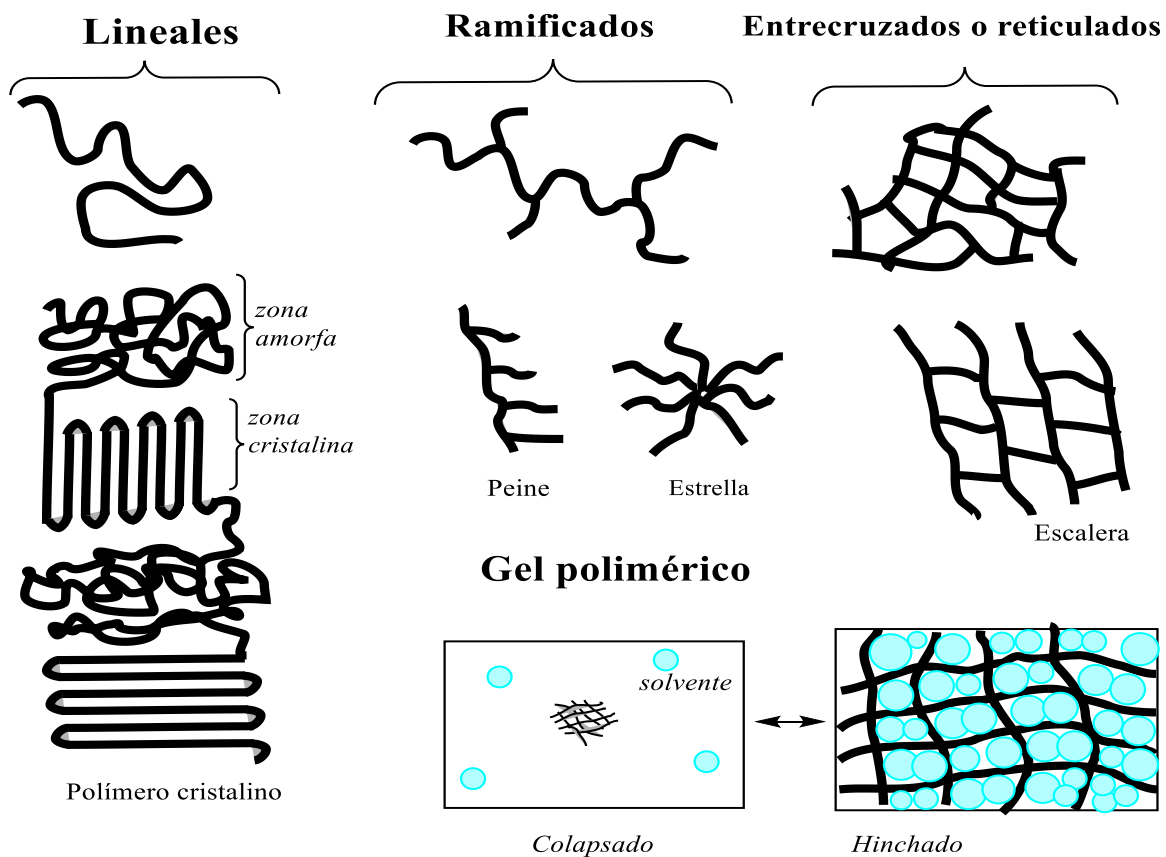 Lineales
Ramificados
Entrecruzados o reticulados
zona
amorfa
zona
cristalina
Polímero cristalino
Peine
Estrella
Escalera
Gel polimérico
solvente
Colapsado
Hinchado